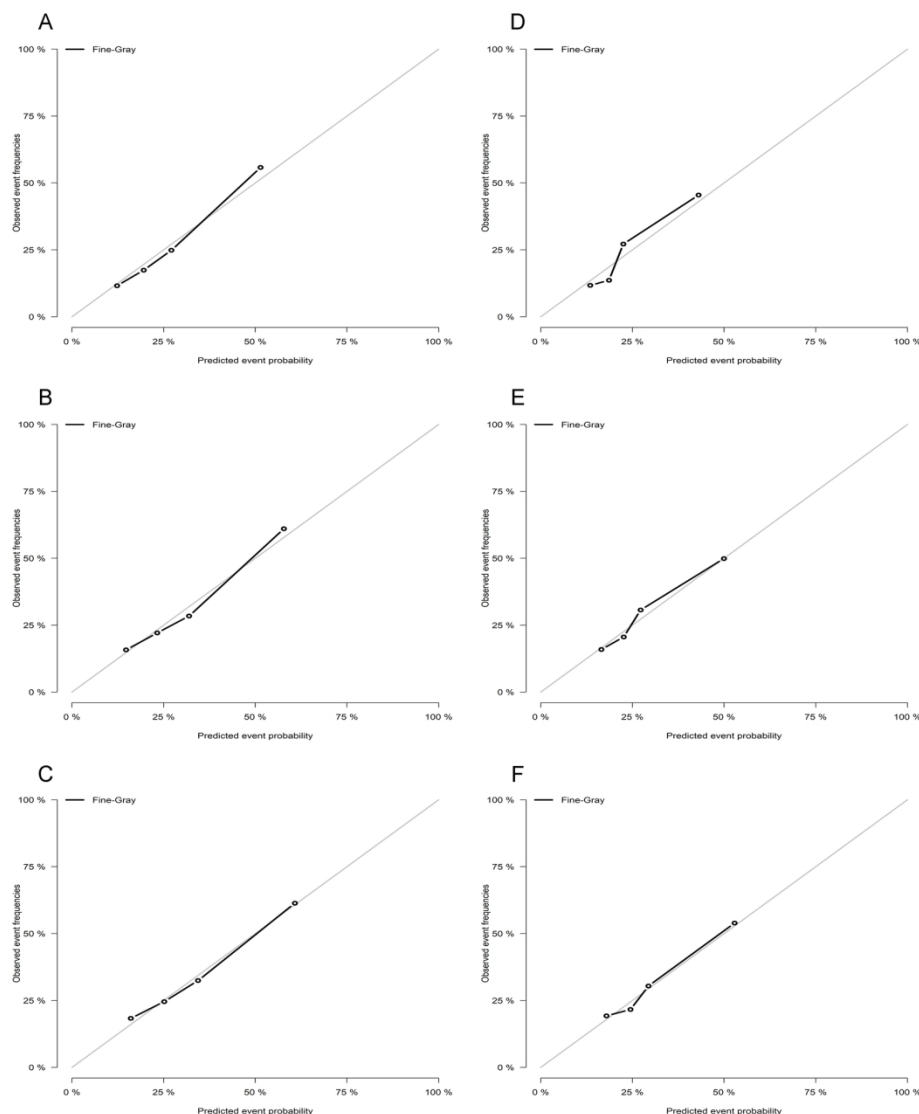 A
Fine-Gray
100 %
75 %
50 %
25 %
0 %
Observed event frequencies
0 %
25 %
50 %
75 %
100 %
Predicted event probability
D
Fine-Gray
100 %
75 %
50 %
25 %
0 %
Observed event frequencies
0 %
25 %
50 %
75 %
100 %
Predicted event probability
B
Fine-Gray
100 %
75 %
50 %
25 %
0 %
Observed event frequencies
0 %
25 %
50 %
75 %
100 %
Predicted event probability
E
Fine-Gray
100 %
75 %
50 %
25 %
0 %
Observed event frequencies
0 %
25 %
50 %
75 %
100 %
Predicted event probability
C
Fine-Gray
100 %
75 %
50 %
25 %
0 %
Observed event frequencies
0 %
25 %
50 %
75 %
100 %
Predicted event probability
F
Fine-Gray
100 %
75 %
50 %
25 %
0 %
Observed event frequencies
0 %
25 %
50 %
75 %
100 %
Predicted event probability